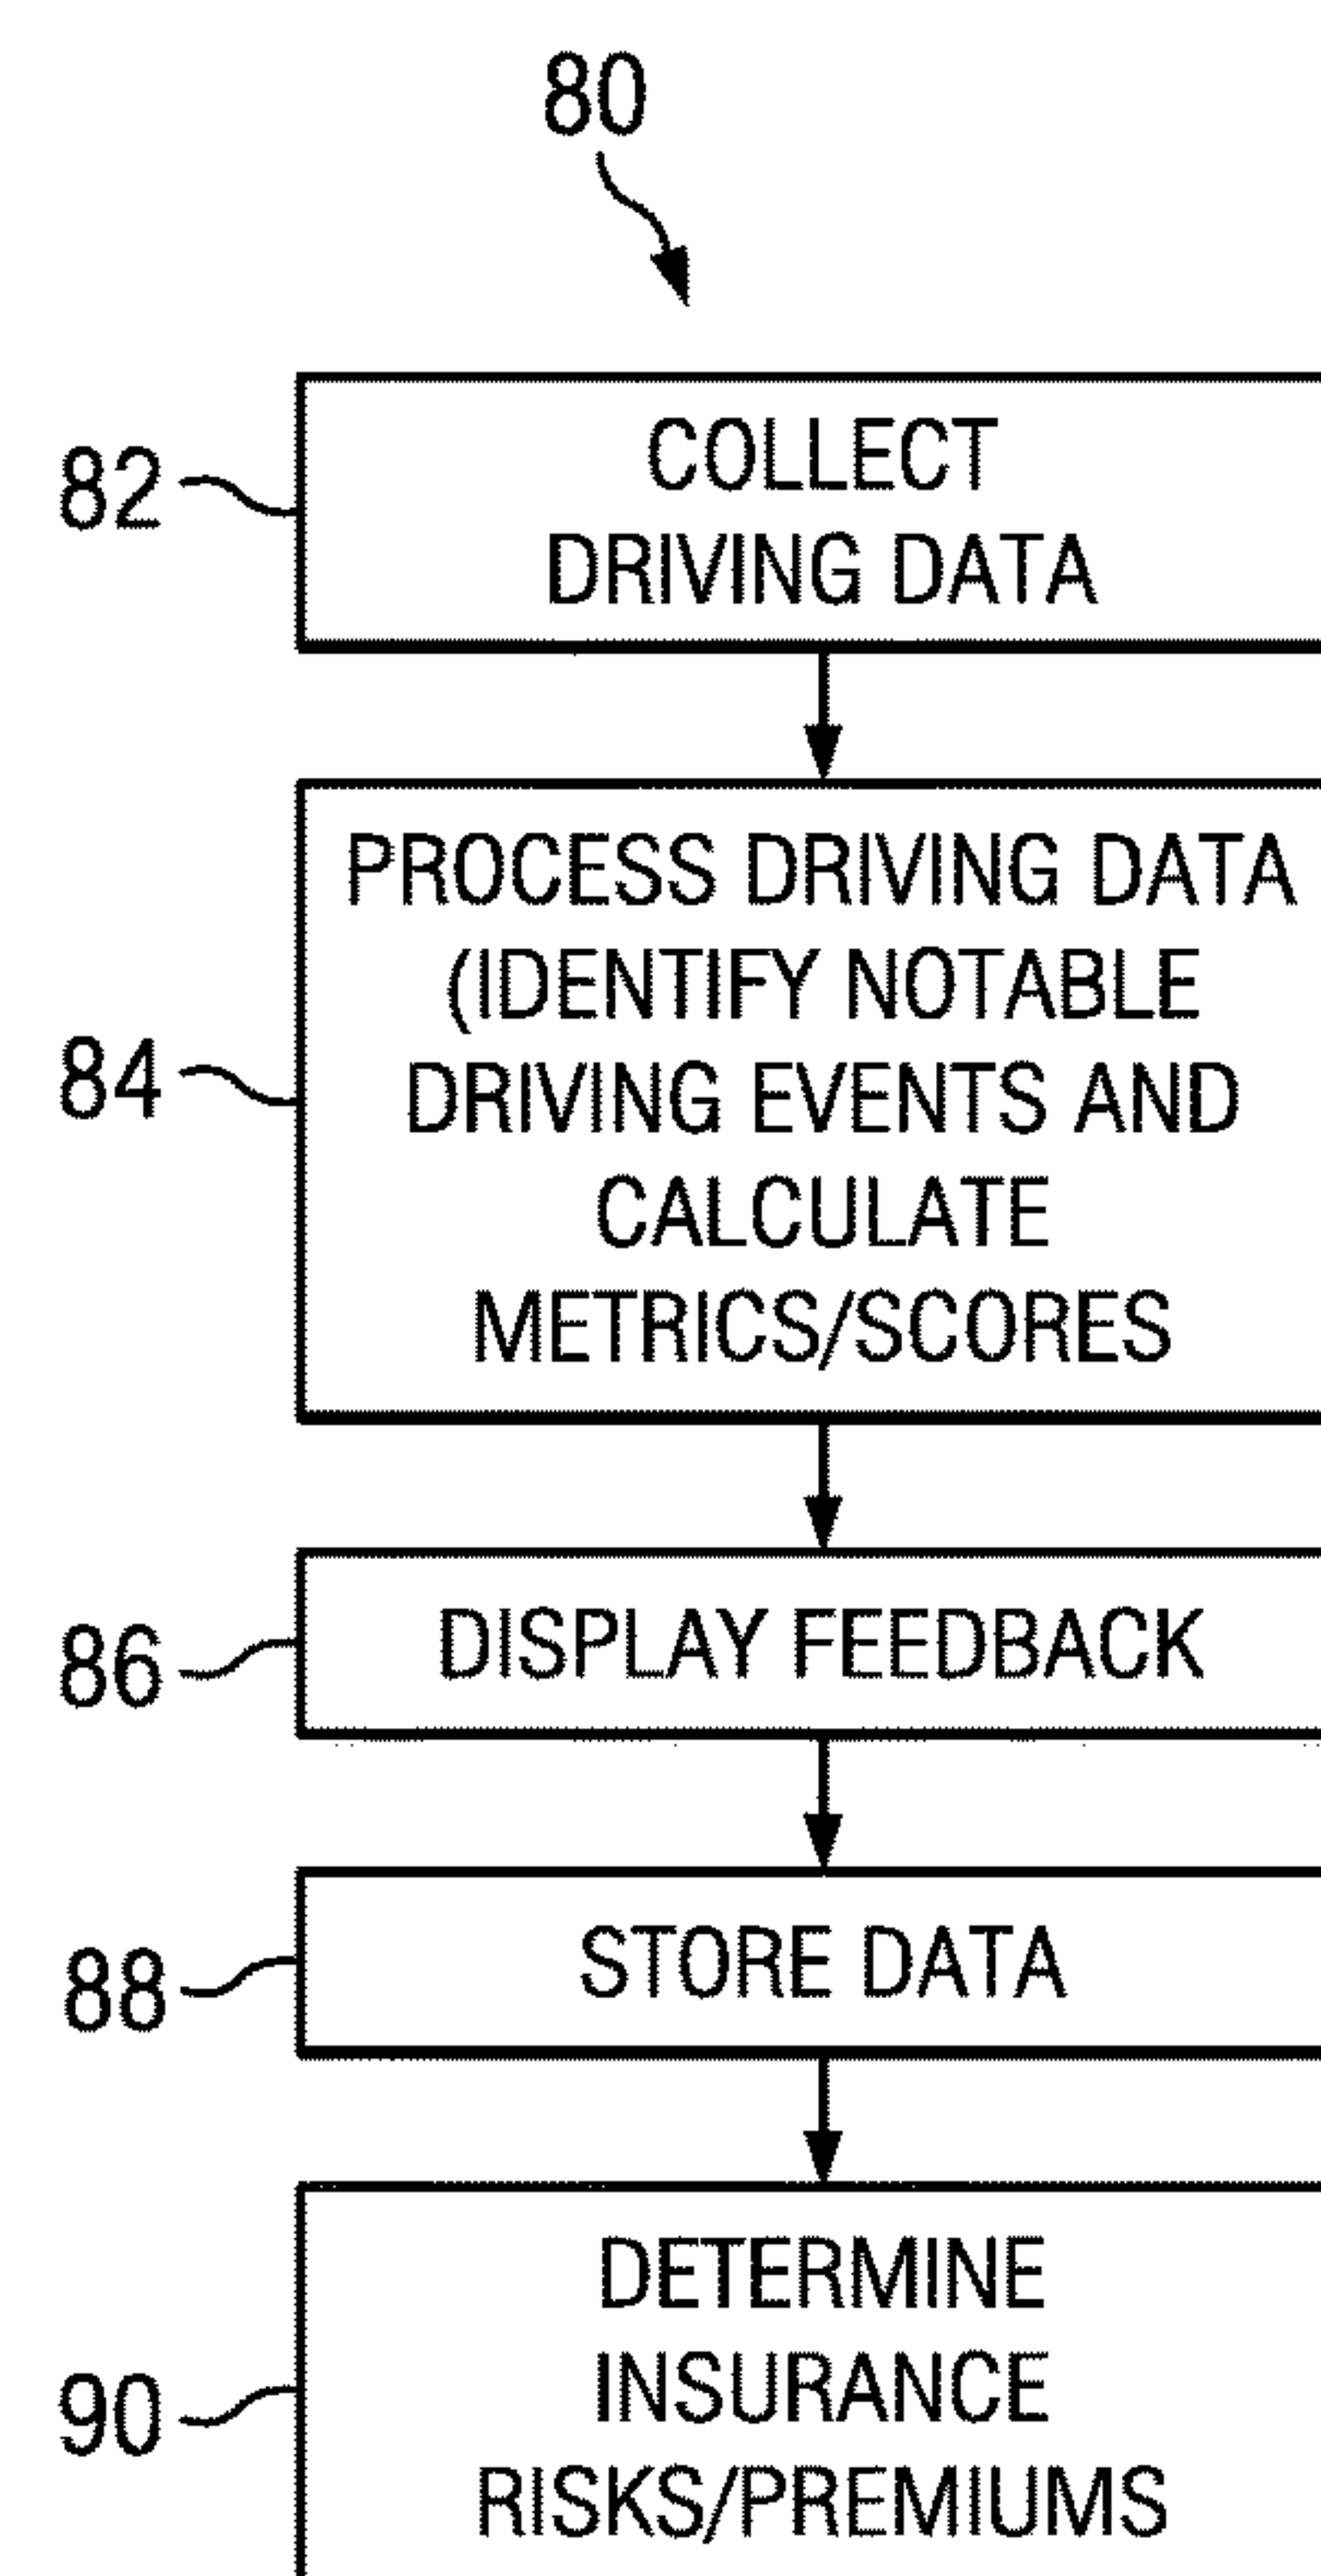 80
82
COLLECT
DRIVING DATA
84
PROCESS DRIVING DATA
(IDENTIFY NOTABLE
DRIVING EVENTS AND
CALCULATE
METRICS/SCORES
86
DISPLAY FEEDBACK
88
STORE DATA
90
DETERMINE
INSURANCE
RISKS/PREMIUMS